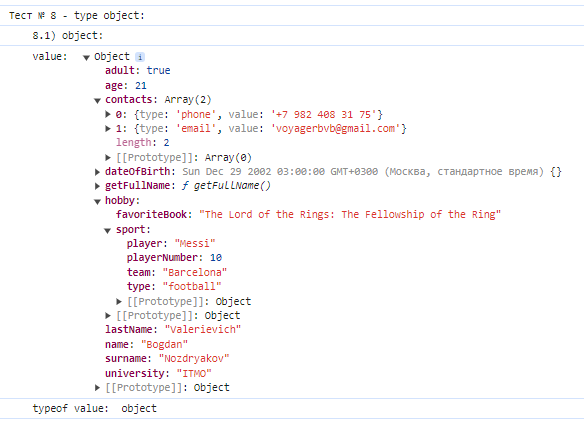 Тест № 8 - type object:
8.1) object:
value: ▼ Object i
adult: true
age: 21
▼ contacts: Array(2)
▶ 0: {type: 'phone', value: '+7 982 408 31 75'}
▶ 1: {type: 'email', value: 'voyagerbvb@gmail.com'}
length: 2
▶ [[Prototype]]: Array(0)
▶ dateOfBirth: Sun Dec 29 2002 03:00:00 GMT+0300 (Москва, стандартное время) {}
▶ getFullName: ƒ getFullName()
▼ hobby:
favoriteBook: "The Lord of the Rings: The Fellowship of the Ring"
▼ sport:
player: "Messi"
playerNumber: 10
team: "Barcelona"
type: "football"
▶ [[Prototype]]: Object
▶ [[Prototype]]: Object
lastName: "Valerievich"
name: "Bogdan"
surname: "Nozdryakov"
university: "ITMO"
▶ [[Prototype]]: Object
typeof value: object